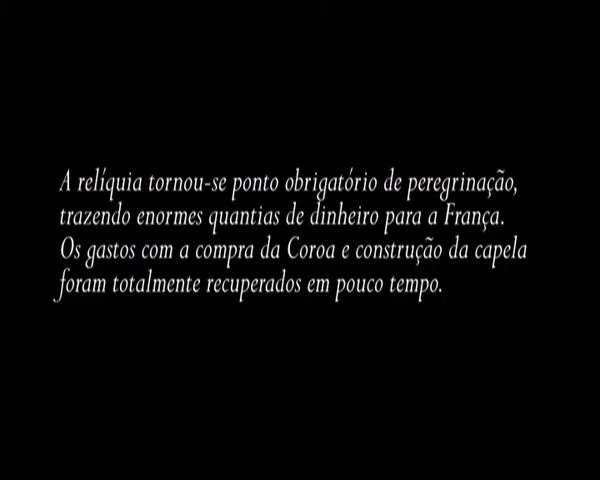 A relíquia tornou-se ponto obrigatório de peregrinação,
trazendo enormes quantias de dinheiro para a França.
Os gastos com a compra da Coroa e construção da capela
foram totalmente recuperados em pouco tempo.